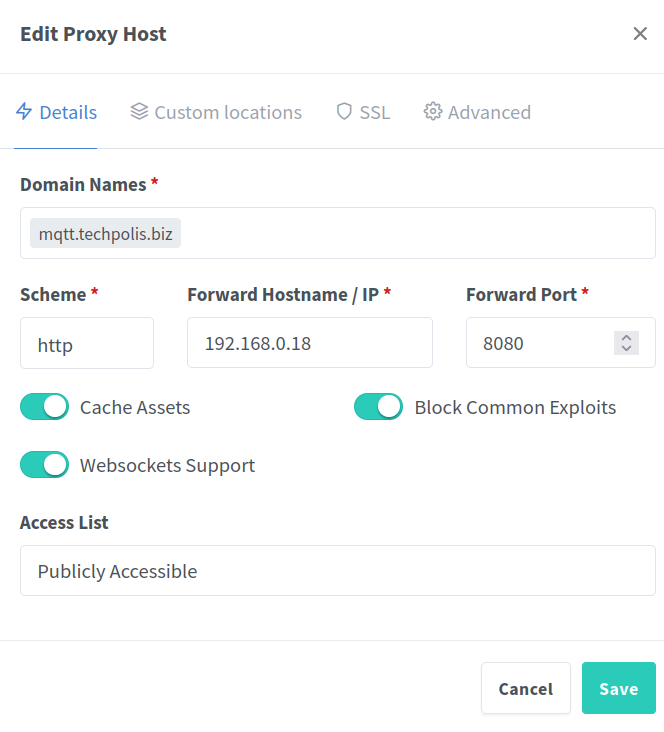 Edit Proxy Host
Details Custom locations SSL Advanced
Domain Names *
mqtt.techpolis.biz
Scheme * Forward Hostname / IP * Forward Port *
http 192.168.0.18 8080
Cache Assets Block Common Exploits
Websockets Support
Access List
Publicly Accessible
Cancel Save